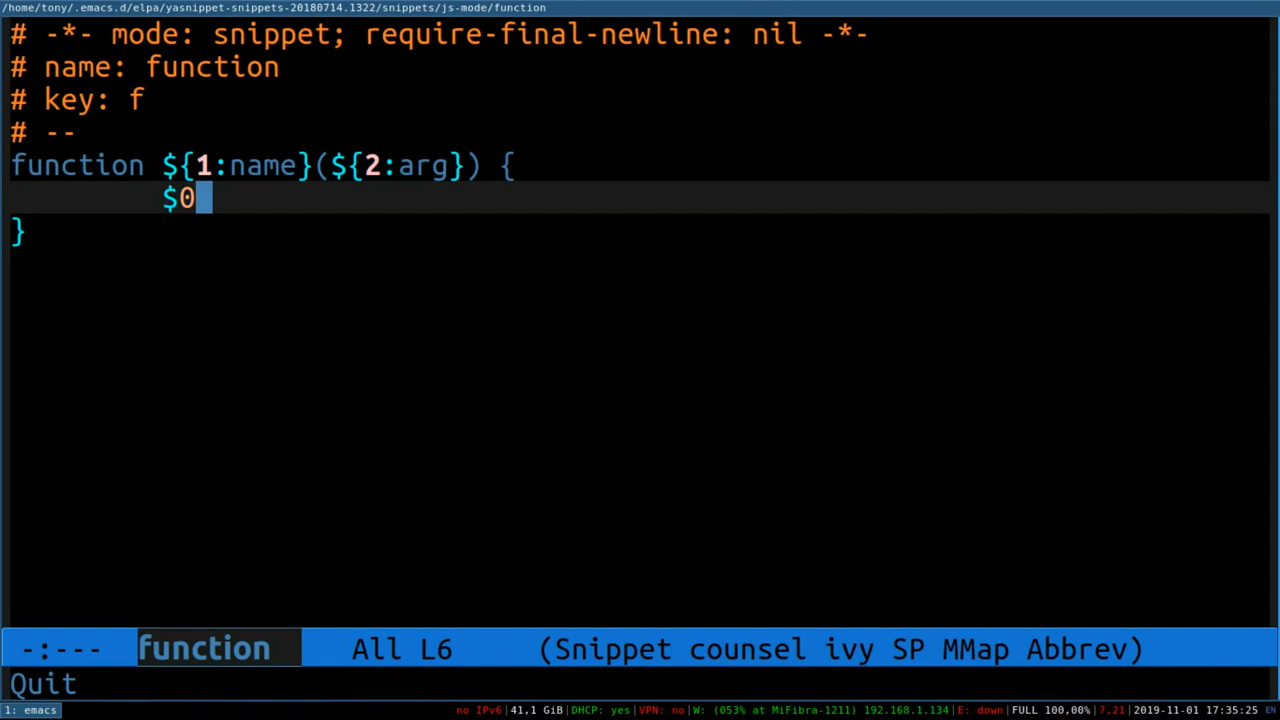 /home/tony/.emacs.d/elpa/yasnippet-snippets-20180714.1322/snippets/js-mode/function
# -*- mode: snippet; require-final-newline: nil -*-
# name: function
# key: f
# --
function ${1:name}(${2:arg}) {
         $0
}
-:--- function All L6 (Snippet counsel ivy SP MMap Abbrev)
Quit
1: emacs no IPv6|41,1 GiB|DHCP: yes|VPN: no|W: (053% at MiFibra-1211) 192.168.1.134|E: down|FULL 100,00%|7.21|2019-11-01 17:35:25 EN